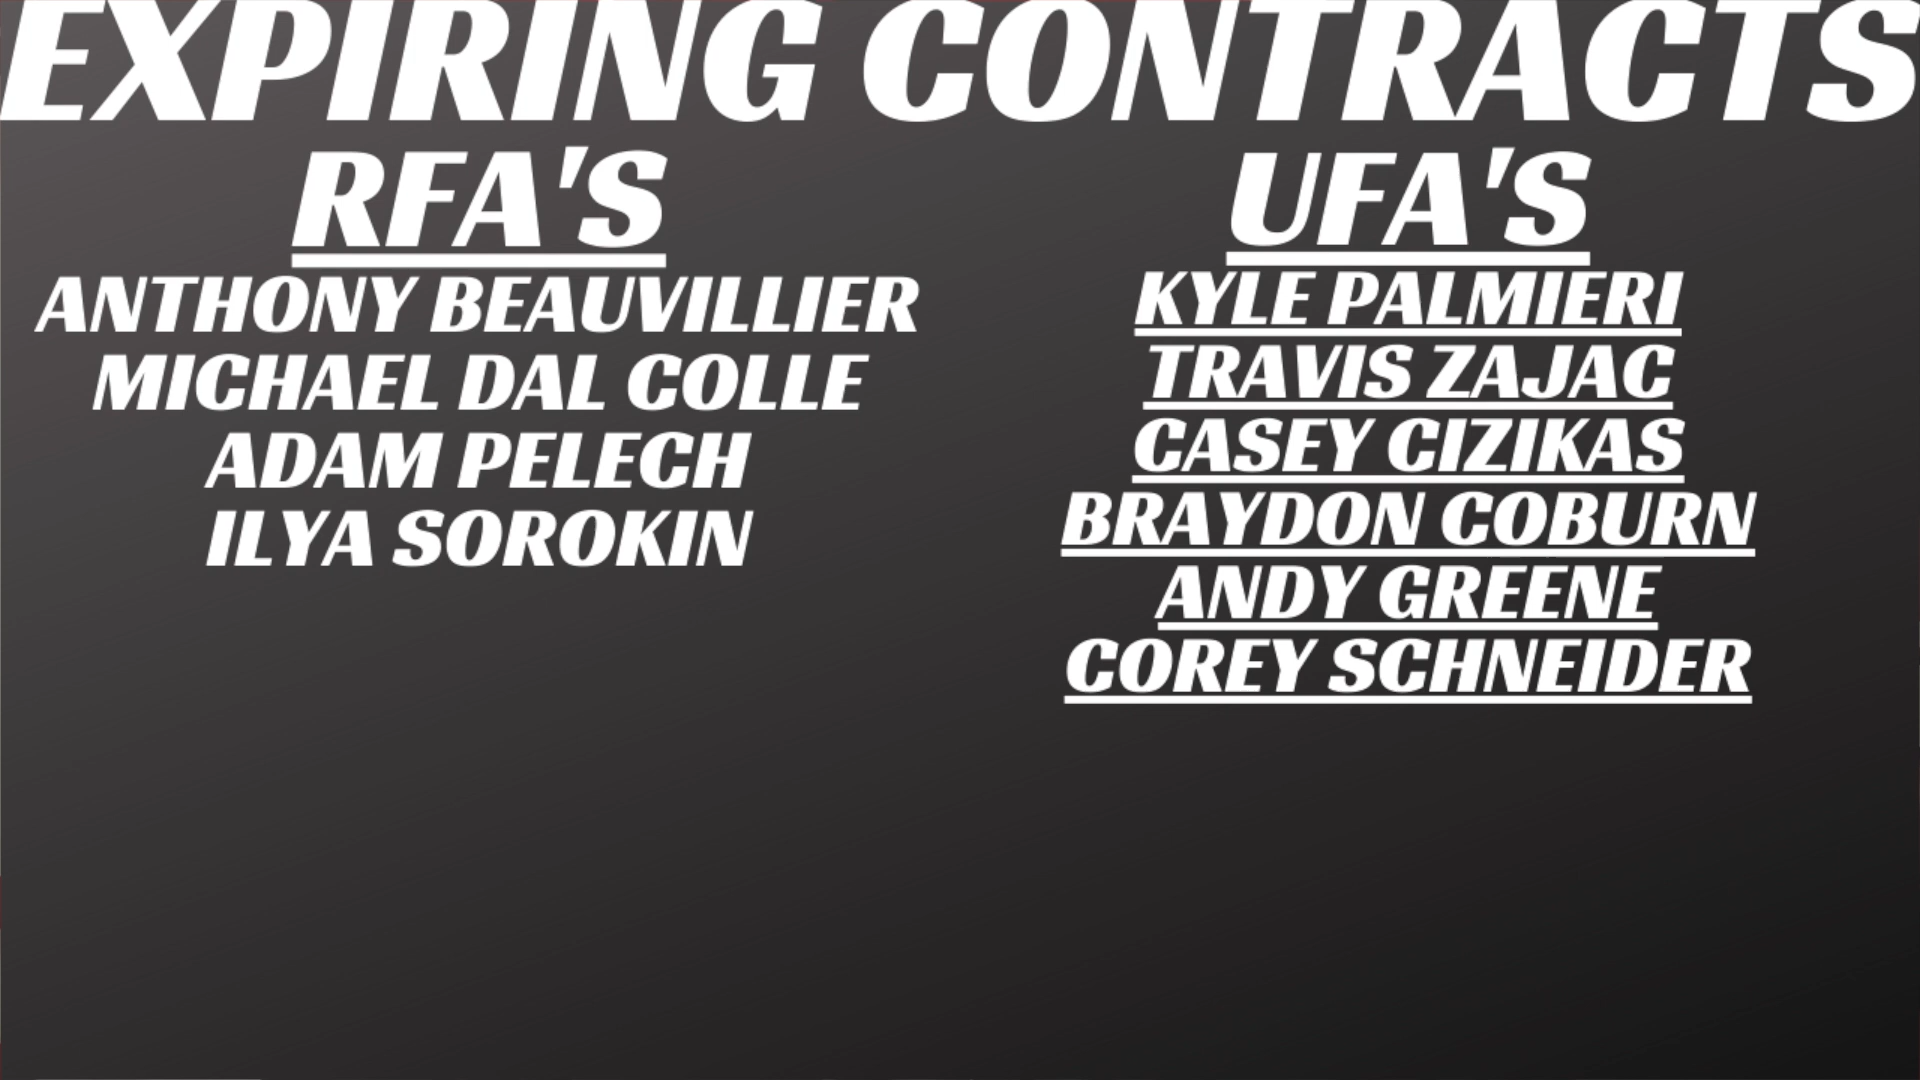 EXPIRING CONTRACTS
RFA'S
ANTHONY BEAUVILLIER
MICHAEL DAL COLLE
ADAM PELECH
ILYA SOROKIN
UFA'S
KYLE PALMIERI
TRAVIS ZAJAC
CASEY CIZIKAS
BRAYDON COBURN
ANDY GREENE
COREY SCHNEIDER